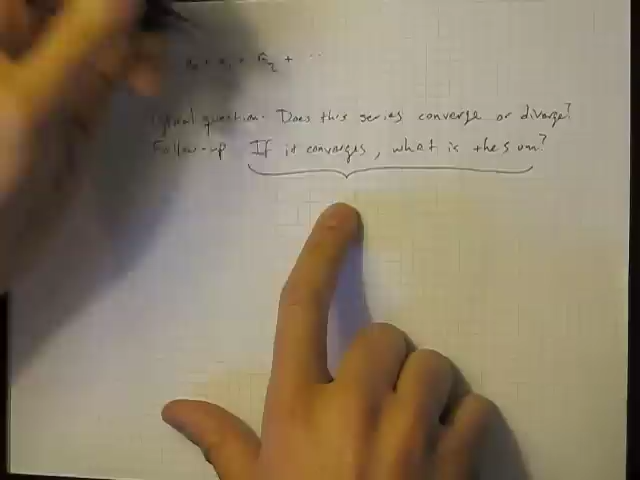 a₀ + a₁ + a₂ + ...
Typical question. Does this series converge or diverge?
Follow-up If it converges, what is the sum?